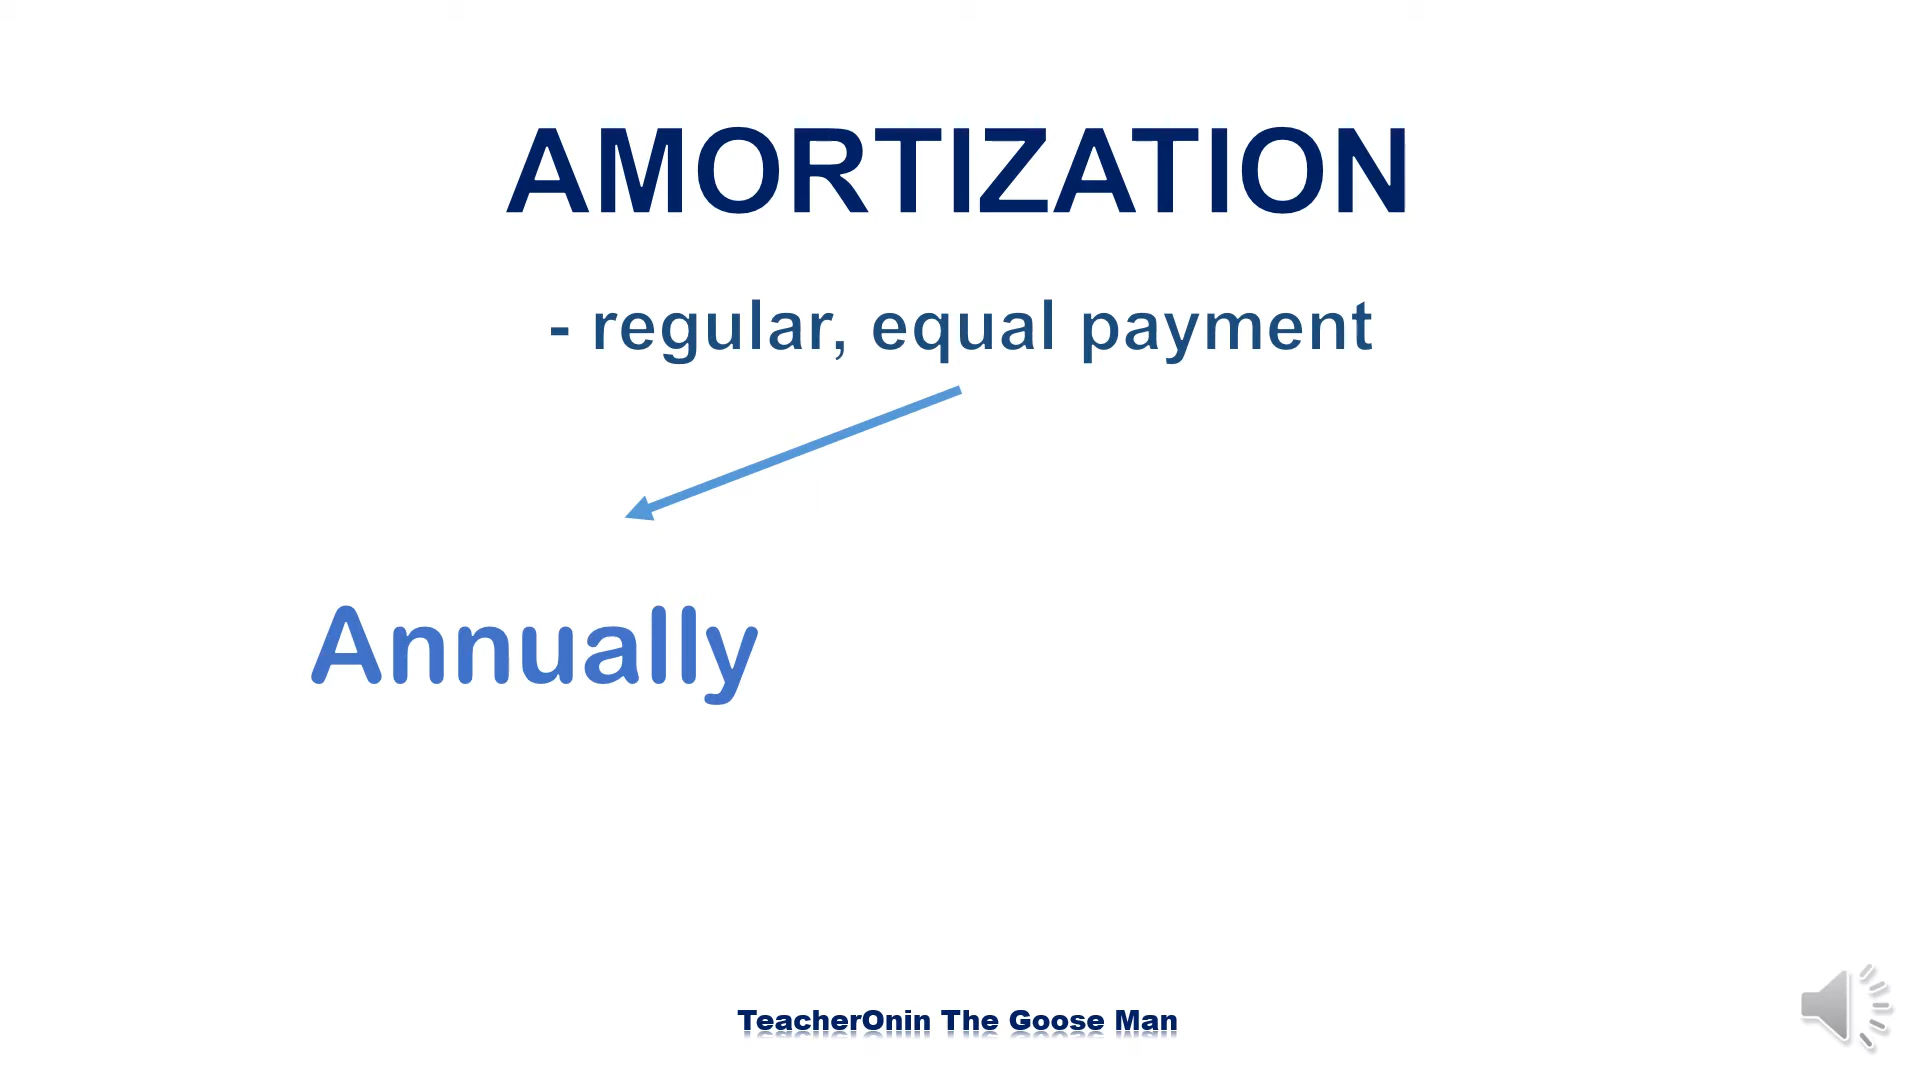 AMORTIZATION
- regular, equal payment
Annually
TeacherOnin The Goose Man